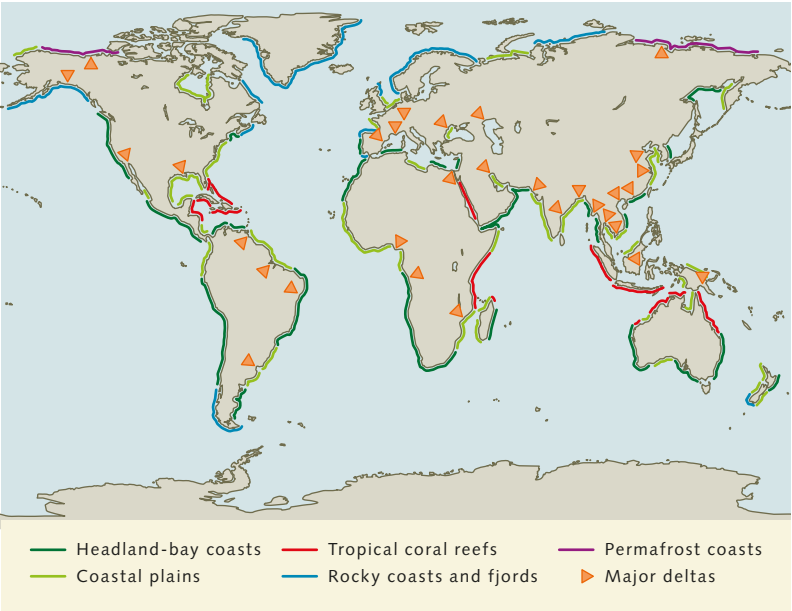 Headland-bay coasts
Tropical coral reefs
Permafrost coasts
Coastal plains
Rocky coasts and fjords
Major deltas